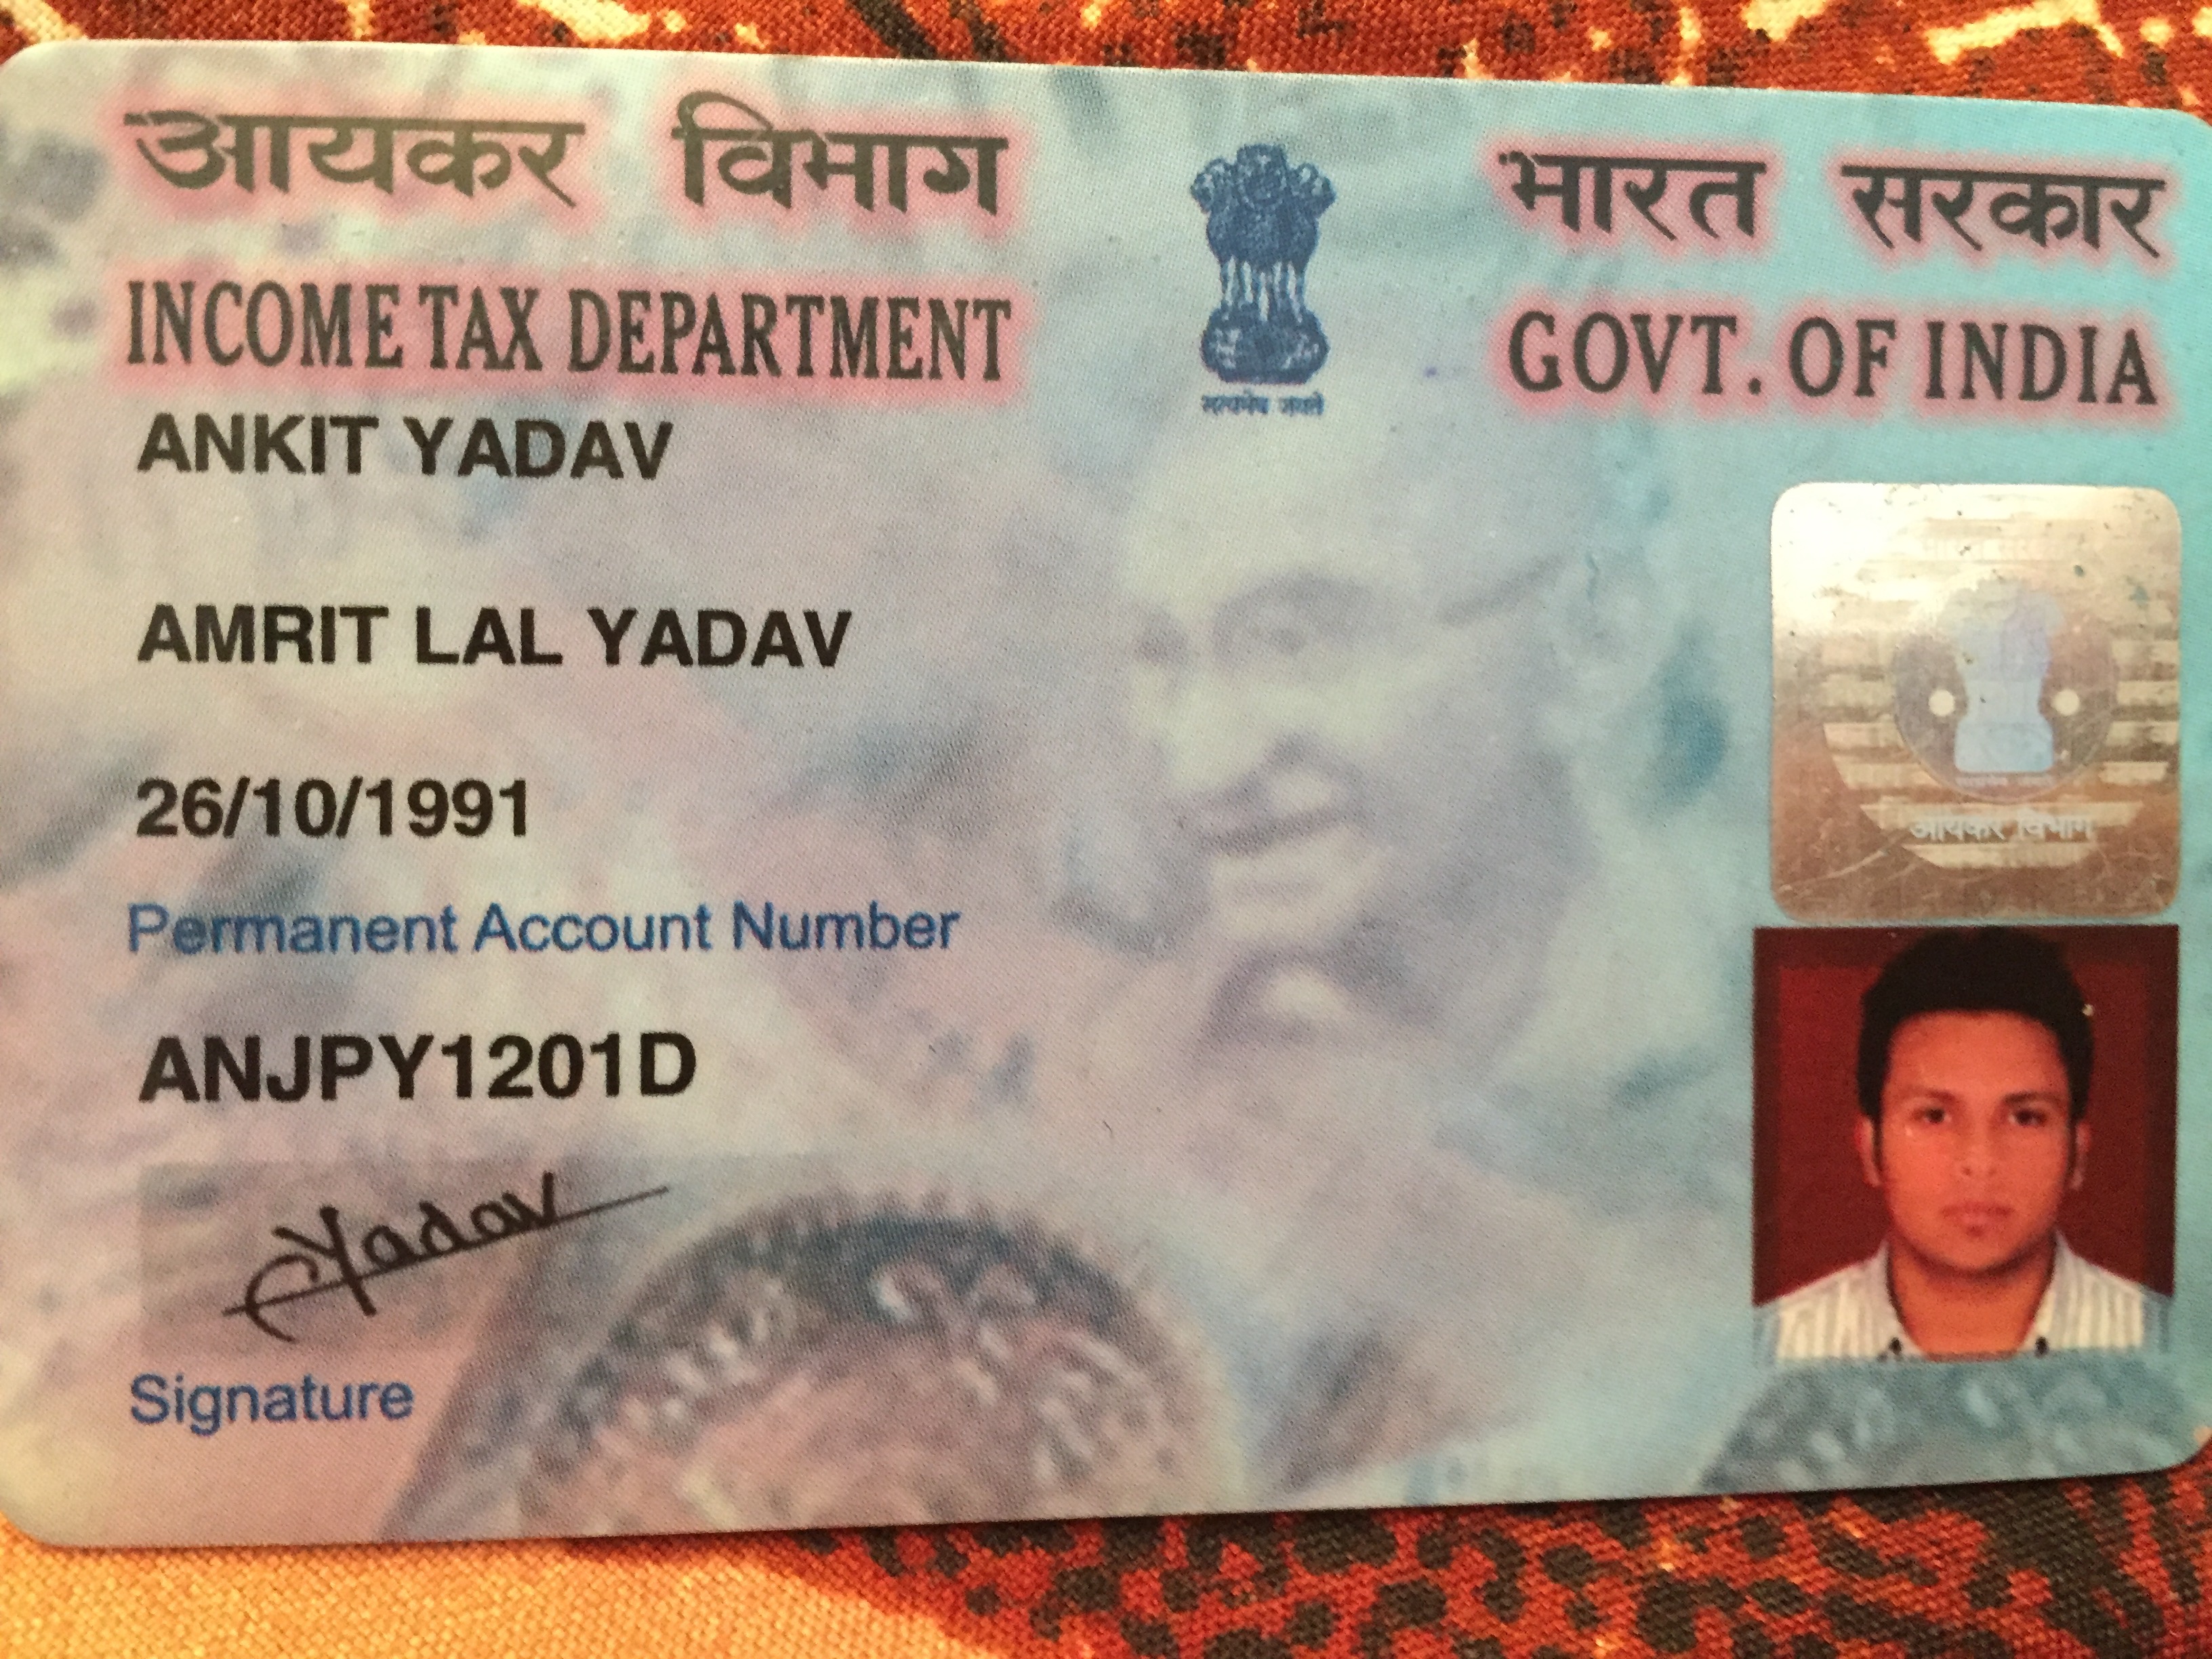 आयकर विभाग
INCOME TAX DEPARTMENT
भारत सरकार
GOVT. OF INDIA
सत्यमेव जयते
ANKIT YADAV
AMRIT LAL YADAV
26/10/1991
Permanent Account Number
ANJPY1201D
Yadav
Signature
आयकर विभाग